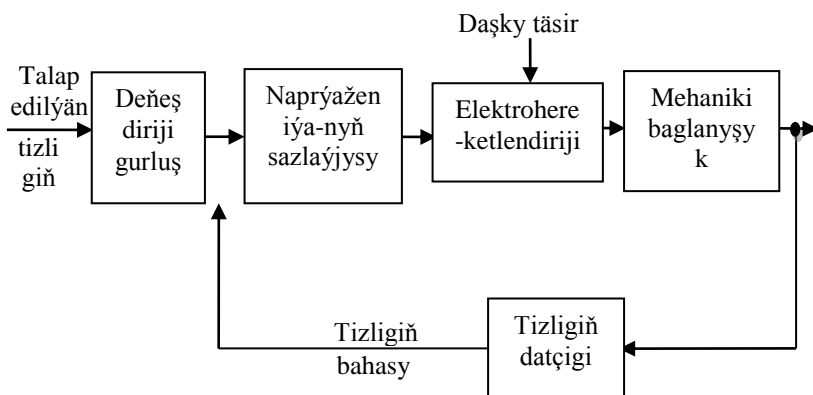 Daşky täsir
Talap
edilýän
tizli
giň
Deňeş
diriji
gurluş
Naprýažen
iýa-nyň
sazlaýjysy
Elektrohere
-ketlendiriji
Mehaniki
baglanyşy
k
Tizligiň
bahasy
Tizligiň
datçigi